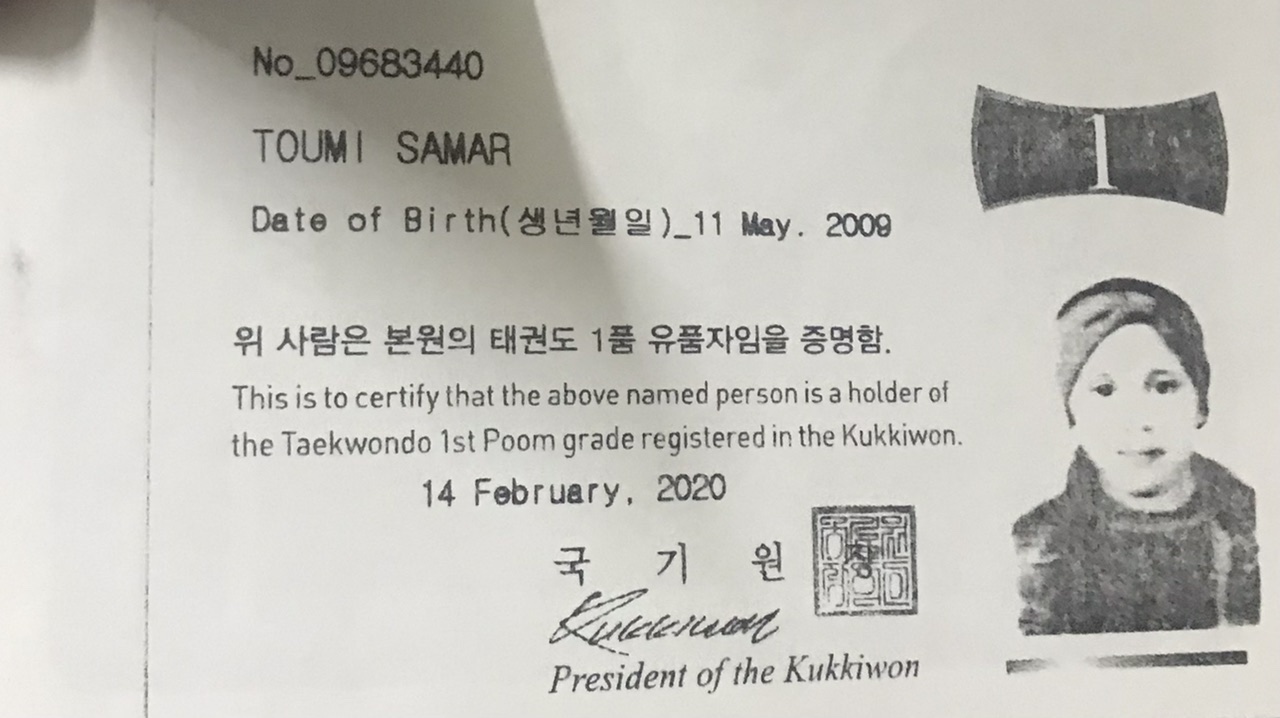 No_09683440
1
TOUMI SAMAR
Date of Birth(생년월일)_11 May. 2009
위 사람은 본원의 태권도 1품 유품자임을 증명함.
This is to certify that the above named person is a holder of
the Taekwondo 1st Poom grade registered in the Kukkiwon.
14 February, 2020
국 기 원
Kukkiwon
President of the Kukkiwon